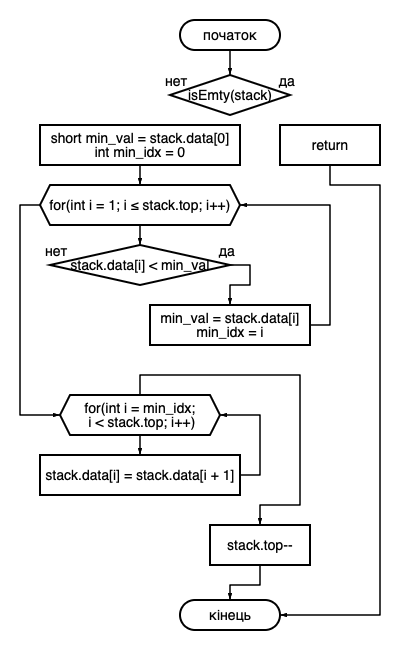 початок
нет
да
isEmty(stack)
short min_val = stack.data[0]
int min_idx = 0
return
for(int i = 1; i ≤ stack.top; i++)
нет
да
stack.data[i] < min_val
min_val = stack.data[i]
min_idx = i
for(int i = min_idx;
i < stack.top; i++)
stack.data[i] = stack.data[i + 1]
stack.top--
кінець